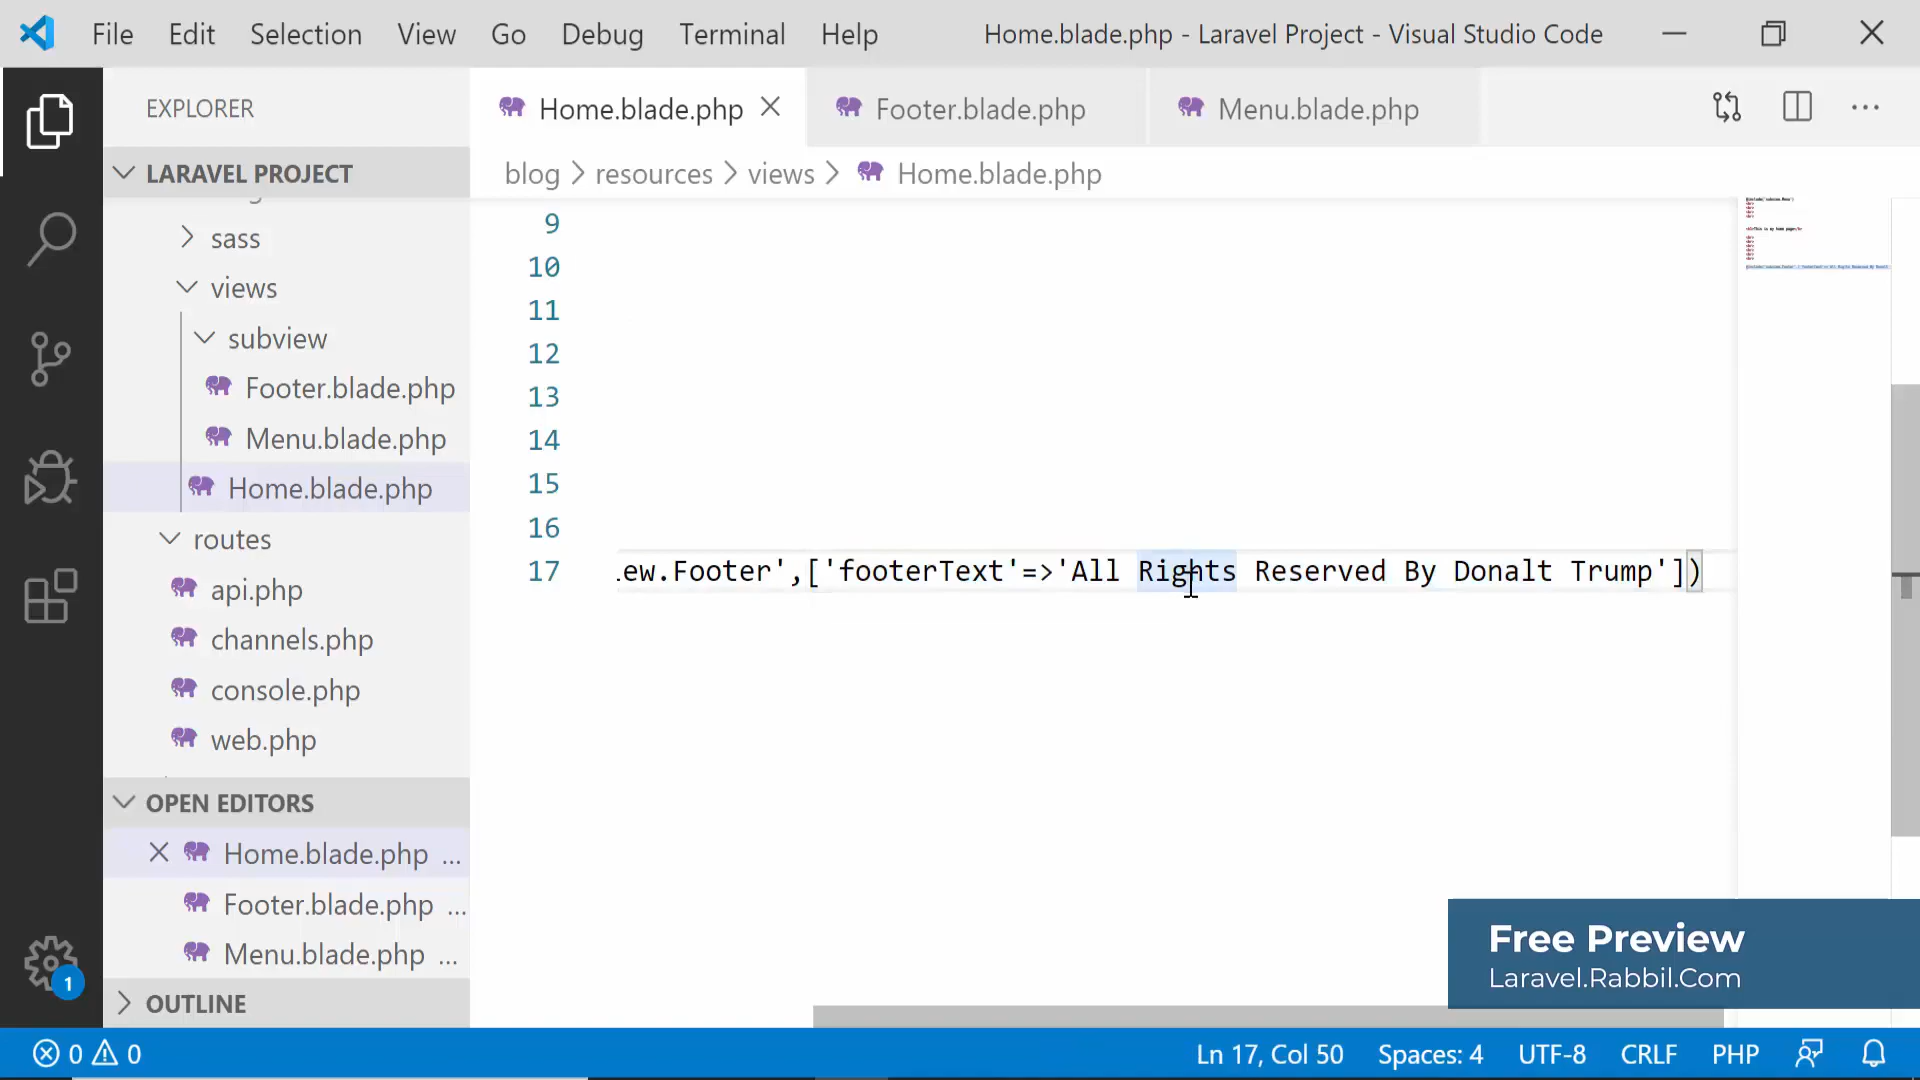 File Edit Selection View Go Debug Terminal Help Home.blade.php - Laravel Project - Visual Studio Code
EXPLORER
Home.blade.php Footer.blade.php Menu.blade.php
LARAVEL PROJECT
blog > resources > views > Home.blade.php
sass
views
subview
Footer.blade.php
Menu.blade.php
Home.blade.php
routes
api.php
channels.php
console.php
web.php
9
10
11
12
13
14
15
16
17 ew.Footer',['footerText'=>'All Rights Reserved By Donalt Trump'])
OPEN EDITORS
Home.blade.php ...
Footer.blade.php ...
Menu.blade.php ...
OUTLINE
1
Free Preview
Laravel.Rabbil.Com
0 0 Ln 17, Col 50 Spaces: 4 UTF-8 CRLF PHP